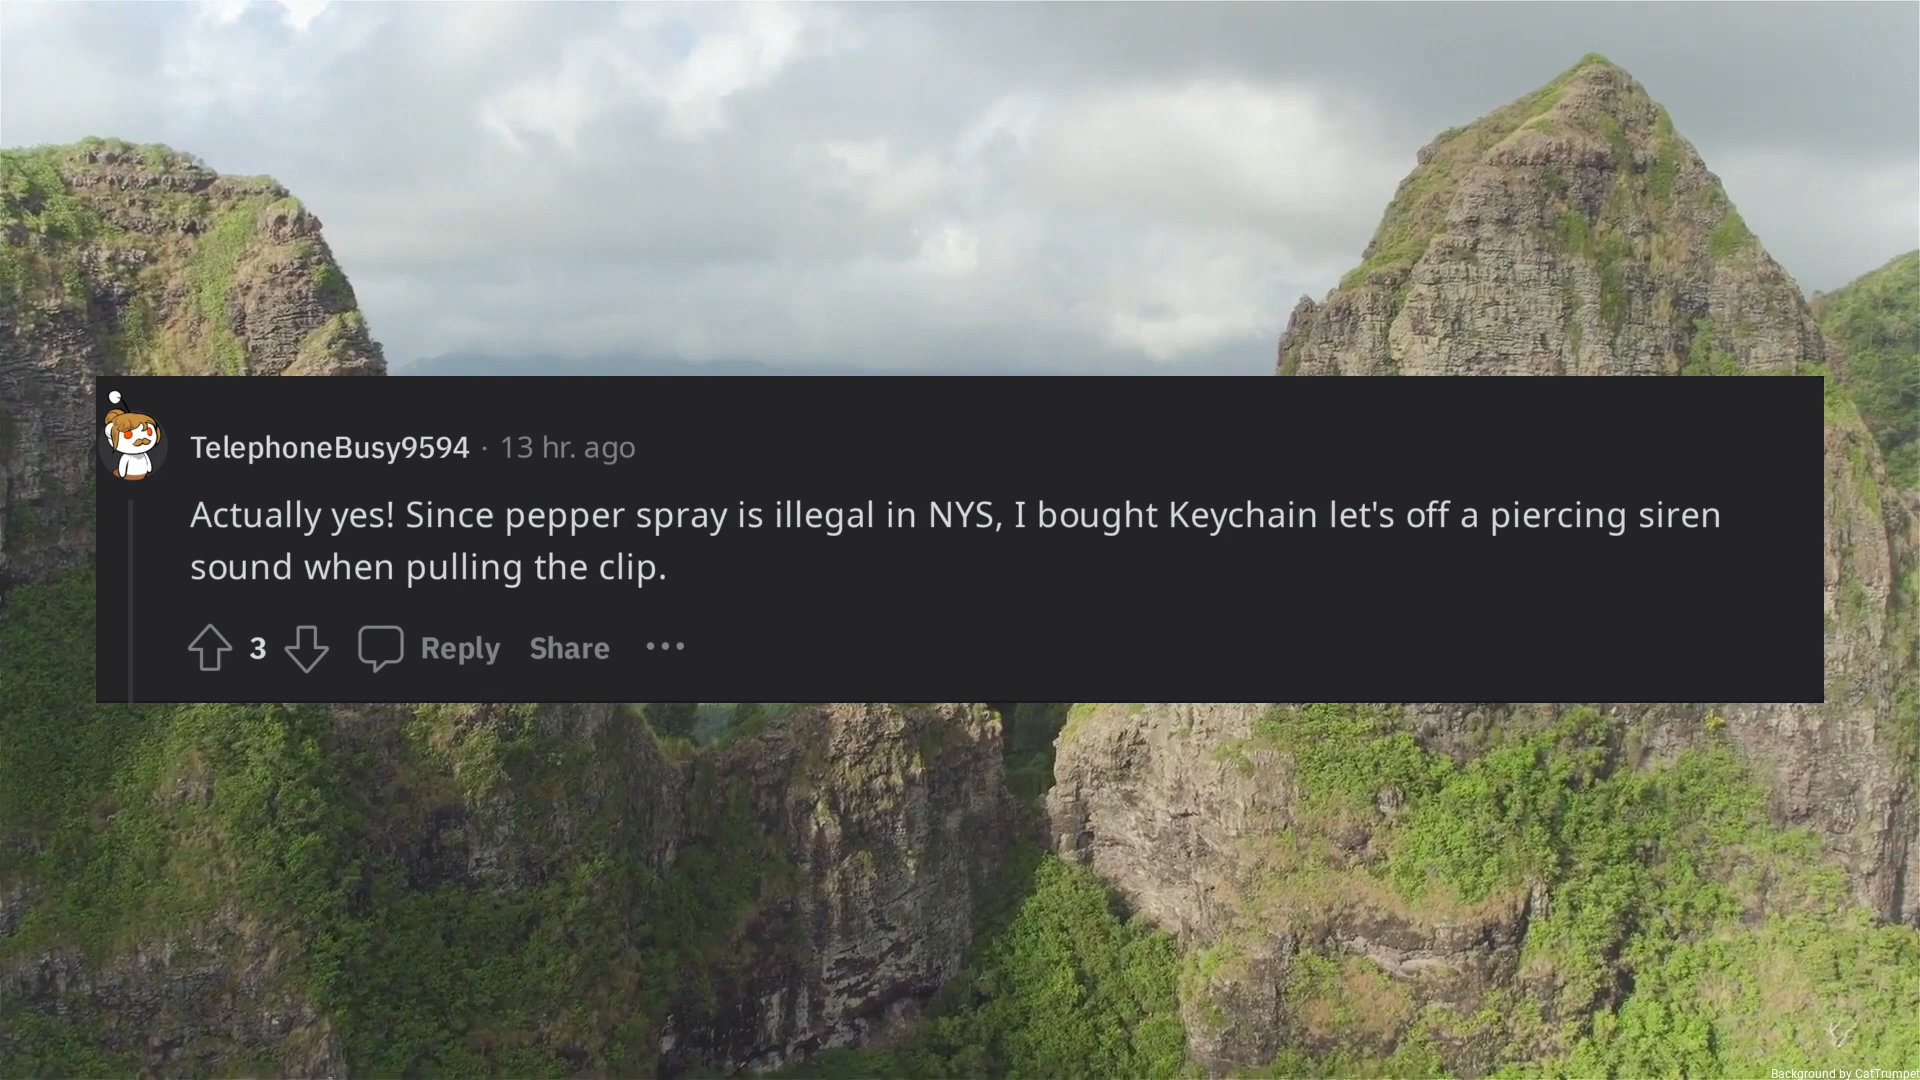 TelephoneBusy9594 · 13 hr. ago
Actually yes! Since pepper spray is illegal in NYS, I bought Keychain let's off a piercing siren
sound when pulling the clip.
3 Reply Share ...
Background by CatTrumpet